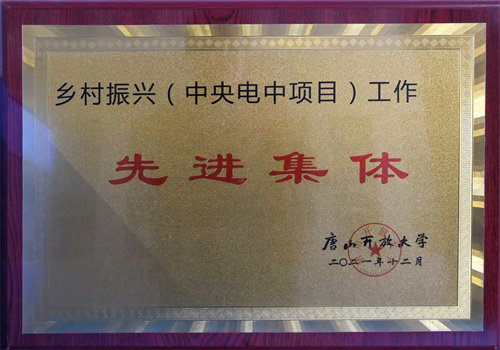 乡村振兴（中央电中项目）工作
先进集体
唐山开放大学
二〇二一年十二月